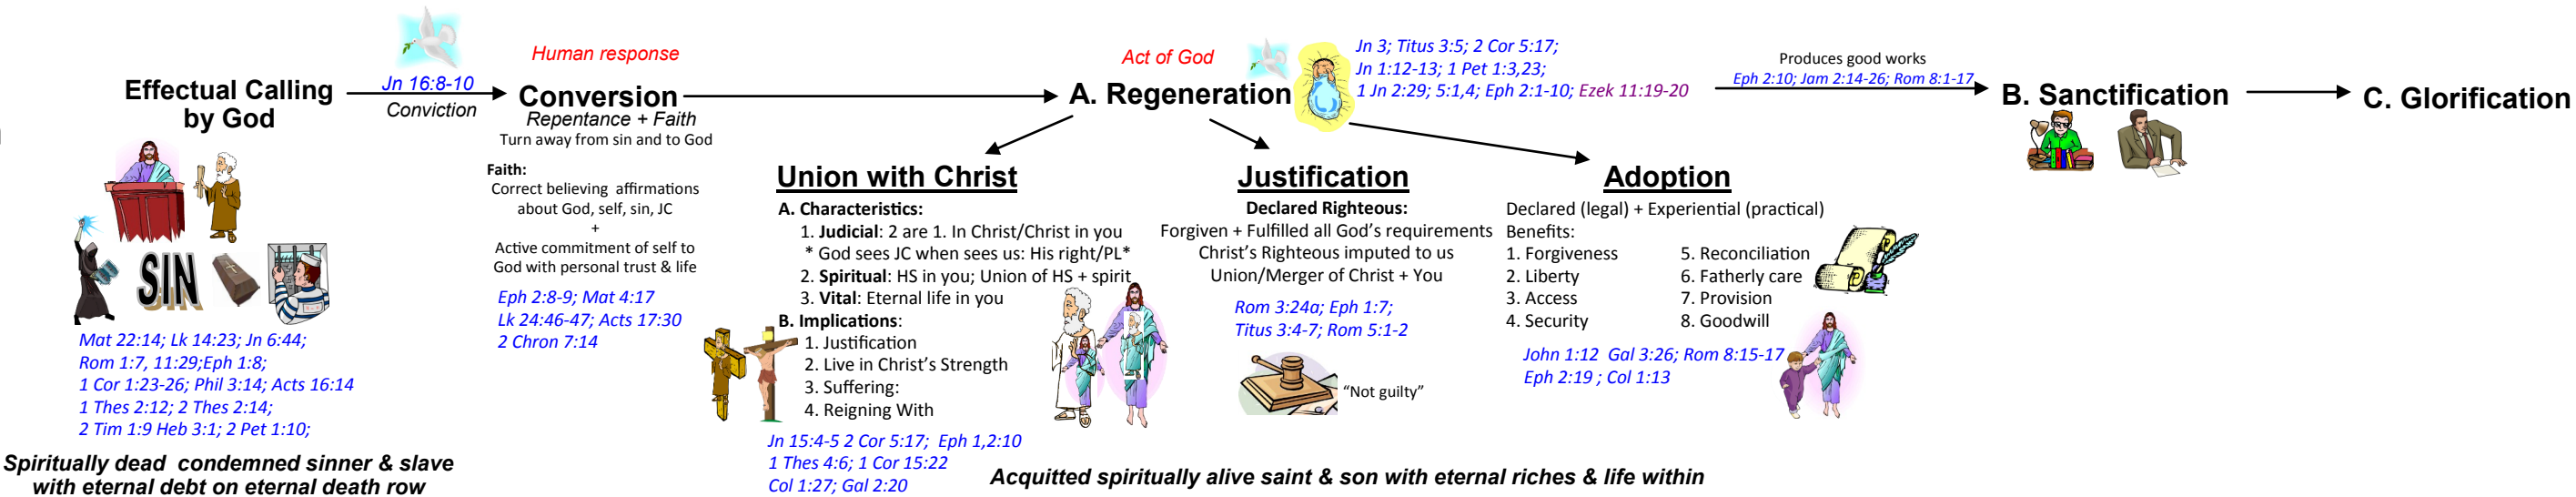 Effectual Calling
by God
Jn 16:8-10
Conviction
Human response
Conversion
Repentance + Faith
Turn away from sin and to God
Faith:
Correct believing affirmations
about God, self, sin, JC
+
Active commitment of self to
God with personal trust & life
Eph 2:8-9; Mat 4:17
Lk 24:46-47; Acts 17:30
2 Chron 7:14
SIN
Mat 22:14; Lk 14:23; Jn 6:44;
Rom 1:7, 11:29;Eph 1:8;
1 Cor 1:23-26; Phil 3:14; Acts 16:14
1 Thes 2:12; 2 Thes 2:14;
2 Tim 1:9 Heb 3:1; 2 Pet 1:10;
Spiritually dead condemned sinner & slave
with eternal debt on eternal death row
Act of God
A. Regeneration
Jn 3; Titus 3:5; 2 Cor 5:17;
Jn 1:12-13; 1 Pet 1:3,23;
1 Jn 2:29; 5:1,4; Eph 2:1-10; Ezek 11:19-20
Union with Christ
A. Characteristics:
1. Judicial: 2 are 1. In Christ/Christ in you
* God sees JC when sees us: His right/PL*
2. Spiritual: HS in you; Union of HS + spirit
3. Vital: Eternal life in you
B. Implications:
1. Justification
2. Live in Christ's Strength
3. Suffering:
4. Reigning With
Jn 15:4-5 2 Cor 5:17; Eph 1,2:10
1 Thes 4:6; 1 Cor 15:22
Col 1:27; Gal 2:20
Justification
Declared Righteous:
Forgiven + Fulfilled all God's requirements
Christ's Righteous imputed to us
Union/Merger of Christ + You
Rom 3:24a; Eph 1:7;
Titus 3:4-7; Rom 5:1-2
"Not guilty"
Adoption
Declared (legal) + Experiential (practical)
Benefits:
1. Forgiveness
2. Liberty
3. Access
4. Security
5. Reconciliation
6. Fatherly care
7. Provision
8. Goodwill
John 1:12 Gal 3:26; Rom 8:15-17
Eph 2:19 ; Col 1:13
Acquitted spiritually alive saint & son with eternal riches & life within
Produces good works
Eph 2:10; Jam 2:14-26; Rom 8:1-17
B. Sanctification
C. Glorification